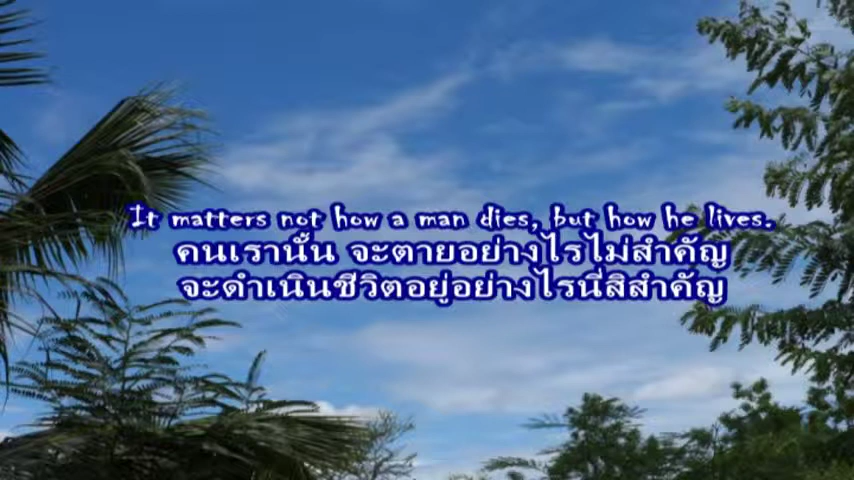 It matters not how a man dies, but how he lives.
คนเรานั้น จะตายอย่างไรไม่สำคัญ
จะดำเนินชีวิตอยู่อย่างไรนี่สิสำคัญ